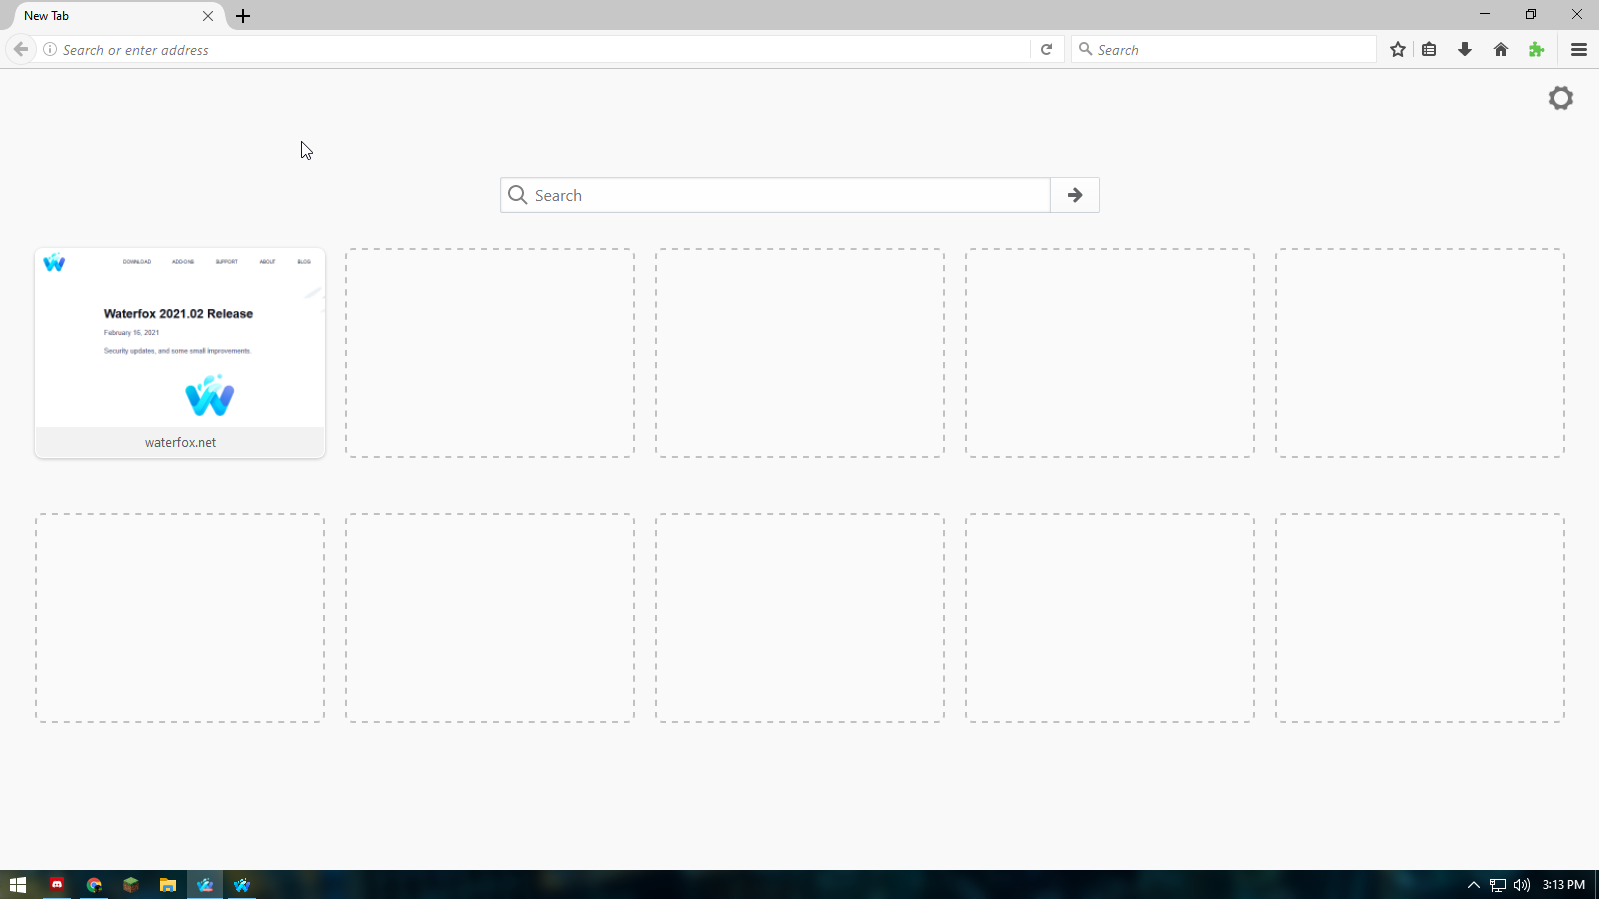 New Tab
Search or enter address
Search
Search
DOWNLOAD ADD-ONS SUPPORT ABOUT BLOG
Waterfox 2021.02 Release
February 16, 2021
Security updates, and some small improvements.
waterfox.net
3:13 PM